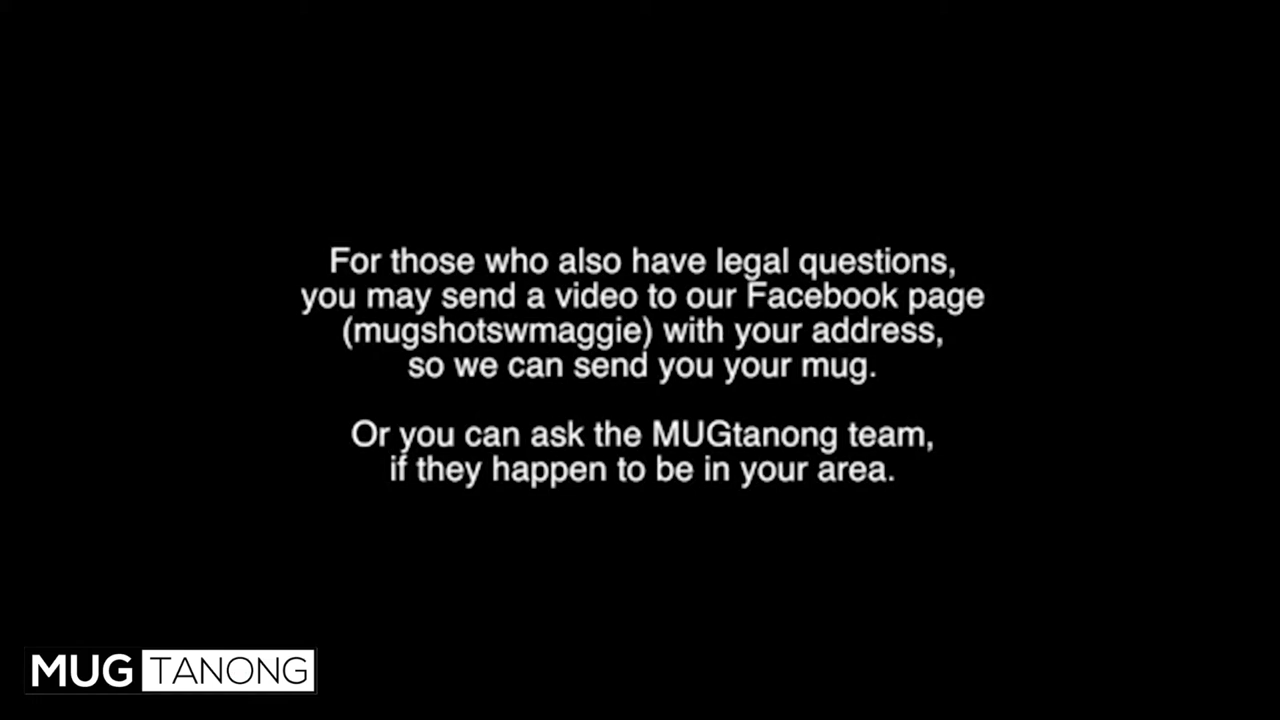 For those who also have legal questions,
you may send a video to our Facebook page
(mugshotswmaggie) with your address,
so we can send you your mug.
Or you can ask the MUGtanong team,
if they happen to be in your area.
MUG TANONG